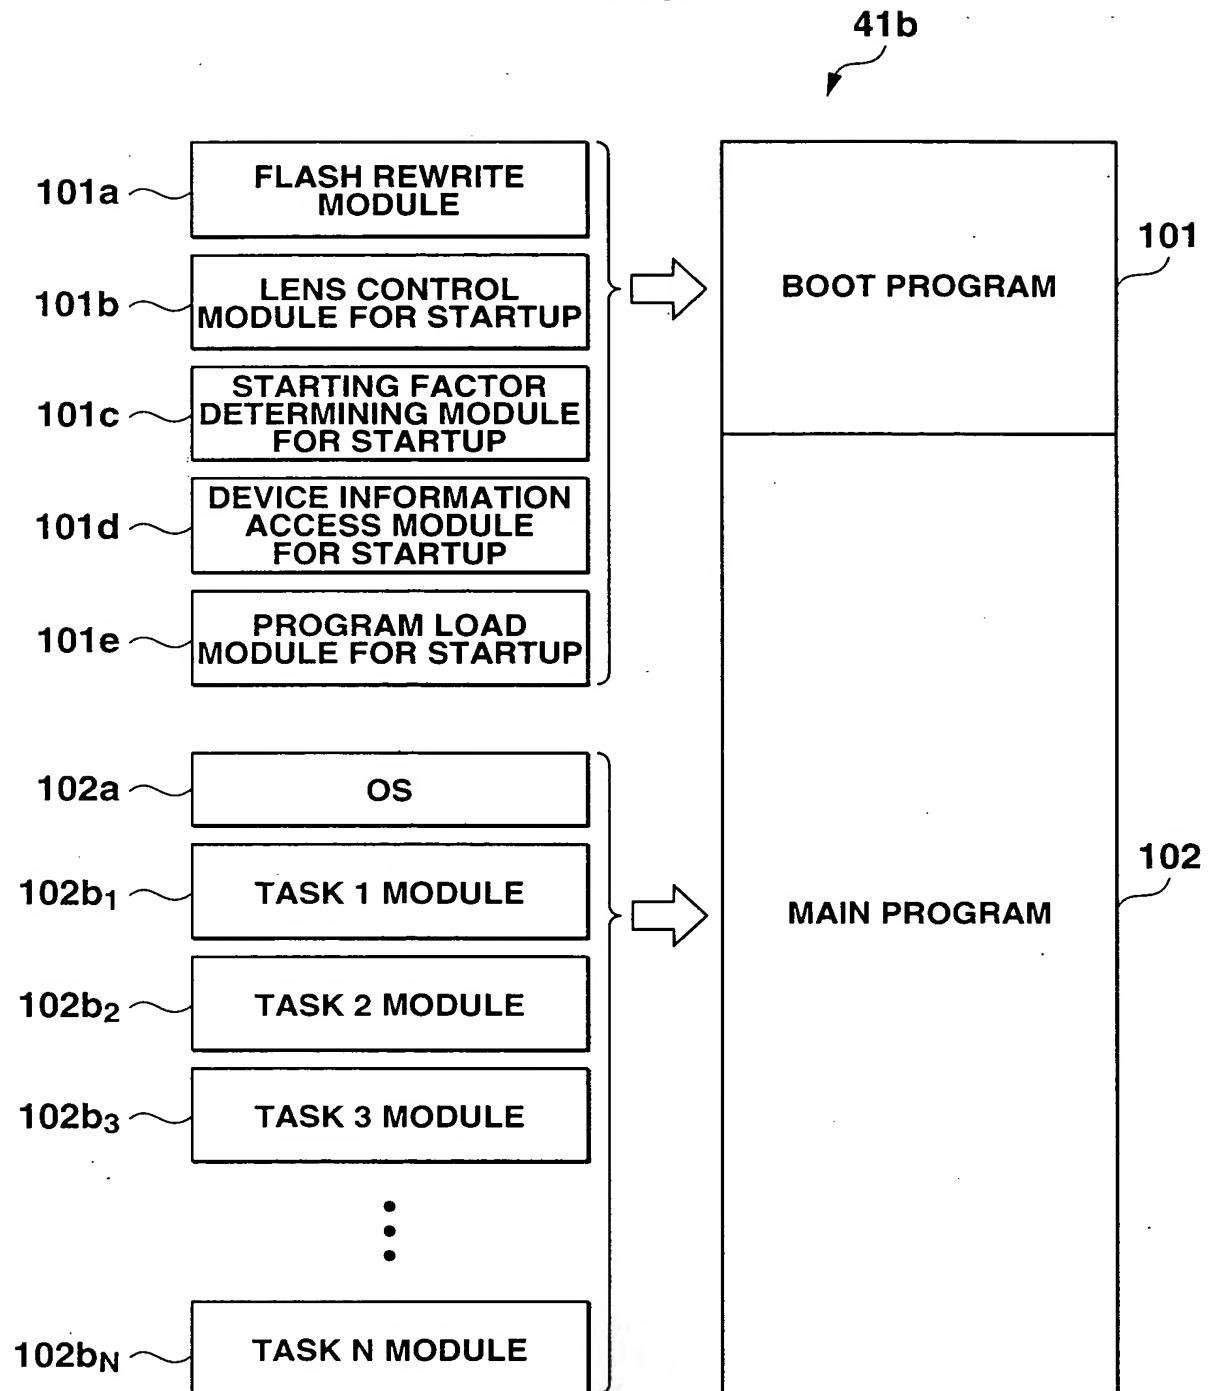 41b
101a
FLASH REWRITE
MODULE
101b
LENS CONTROL
MODULE FOR STARTUP
101c
STARTING FACTOR
DETERMINING MODULE
FOR STARTUP
101d
DEVICE INFORMATION
ACCESS MODULE
FOR STARTUP
101e
PROGRAM LOAD
MODULE FOR STARTUP
BOOT PROGRAM
101
102a
OS
102b₁
TASK 1 MODULE
102b₂
TASK 2 MODULE
102b₃
TASK 3 MODULE
102bN
TASK N MODULE
MAIN PROGRAM
102